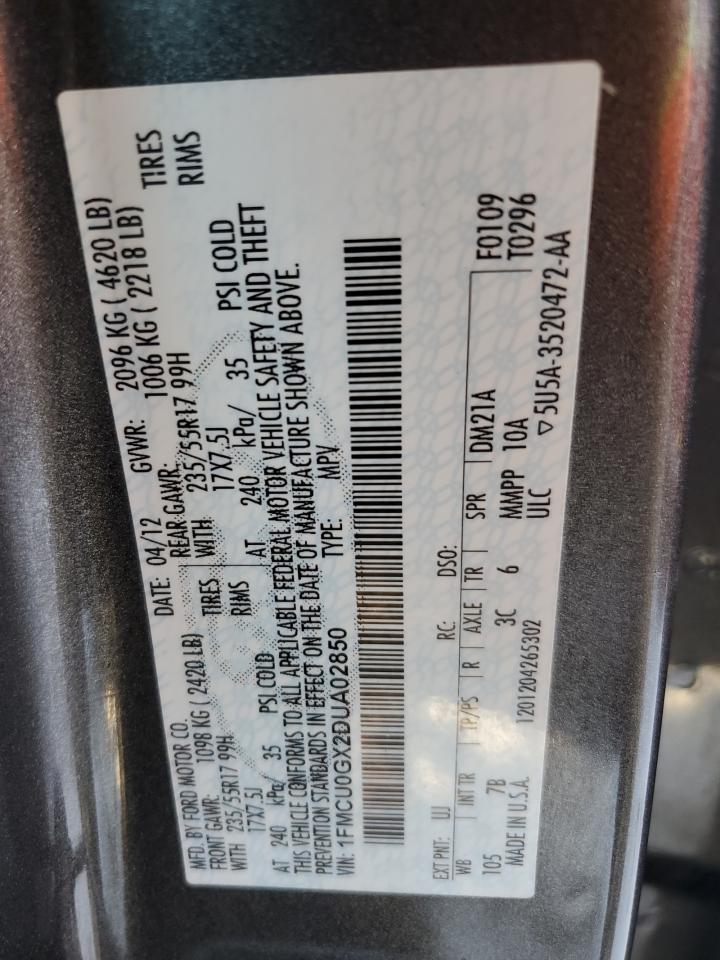 MFD. BY FORD MOTOR CO. DATE: 04/12 GVWR: 2096 KG ( 4620 LB)
FRONT GAWR: 1098 KG ( 2420 LB) REAR GAWR: 1006 KG ( 2218 LB)
WITH 235/55R17 99H TIRES WITH 235/55R17 99H TIRES
17X7.5J RIMS 17X7.5J RIMS
AT 240 kPa/ 35 PSI COLD AT 240 kPa/ 35 PSI COLD
THIS VEHICLE CONFORMS TO ALL APPLICABLE FEDERAL MOTOR VEHICLE SAFETY AND THEFT
PREVENTION STANDARDS IN EFFECT ON THE DATE OF MANUFACTURE SHOWN ABOVE.
VIN: 1FMCU0GX2DUA02850 TYPE: MPV
EXT PNT: UJ RC: DSO: F0109
WB INT TR TP/PS R AXLE TR SPR DM21A T0296
105 7B 3C 6 MMPP 10A
MADE IN U.S.A. 1201204265302 ULC ▽5U5A-3520472-AA